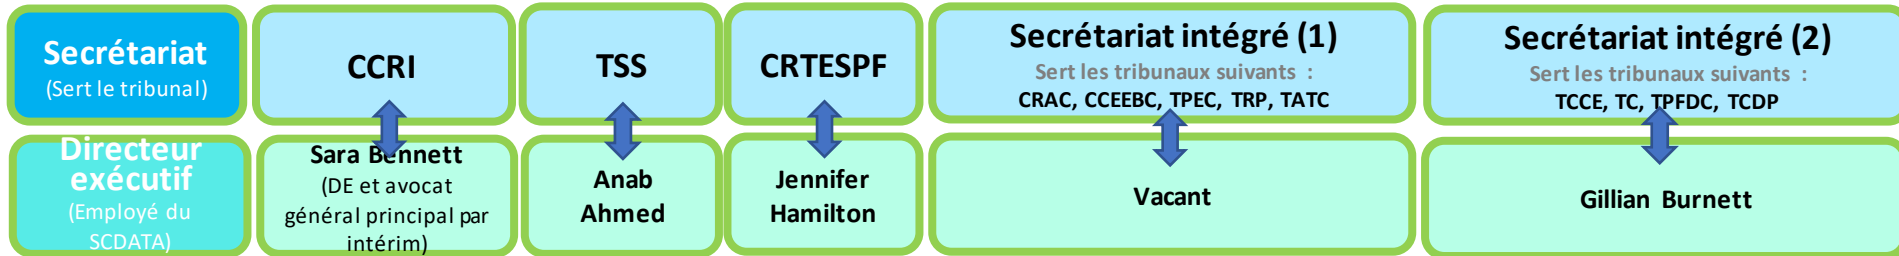 Secrétariat
(Sert le tribunal)
CCRI
TSS
CRTESPF
Secrétariat intégré (1)
Sert les tribunaux suivants :
CRAC, CCEEBC, TPEC, TRP, TATC
Secrétariat intégré (2)
Sert les tribunaux suivants :
TCCE, TC, TPFDC, TCDP
Directeur
exécutif
(Employé du
SCDATA)
Sara Bennett
(DE et avocat
général principal par
intérim)
Anab
Ahmed
Jennifer
Hamilton
Vacant
Gillian Burnett